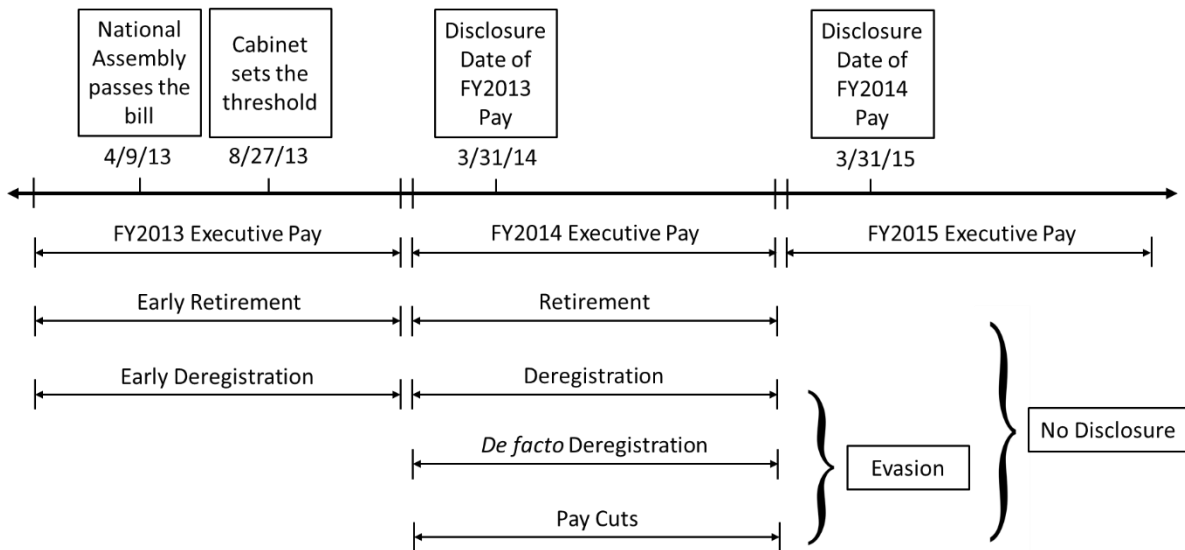 National
Assembly
passes the
bill
Cabinet
sets the
threshold
Disclosure
Date of
FY2013
Pay
Disclosure
Date of
FY2014
Pay
4/9/13
8/27/13
3/31/14
3/31/15
FY2013 Executive Pay
FY2014 Executive Pay
FY2015 Executive Pay
Early Retirement
Retirement
Early Deregistration
Deregistration
De facto Deregistration
Pay Cuts
Evasion
No Disclosure